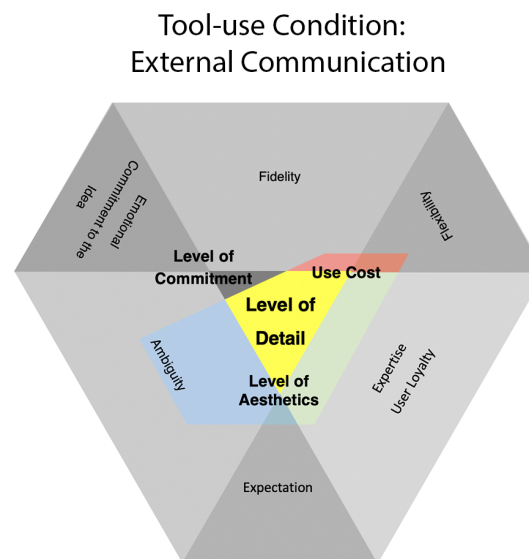 Tool-use Condition:
External Communication
Fidelity
Emotional
Commitment to the
Idea
Flexibility
Level of
Commitment
Use Cost
Level of
Detail
Ambiguity
Level of
Aesthetics
Expertise
User Loyalty
Expectation